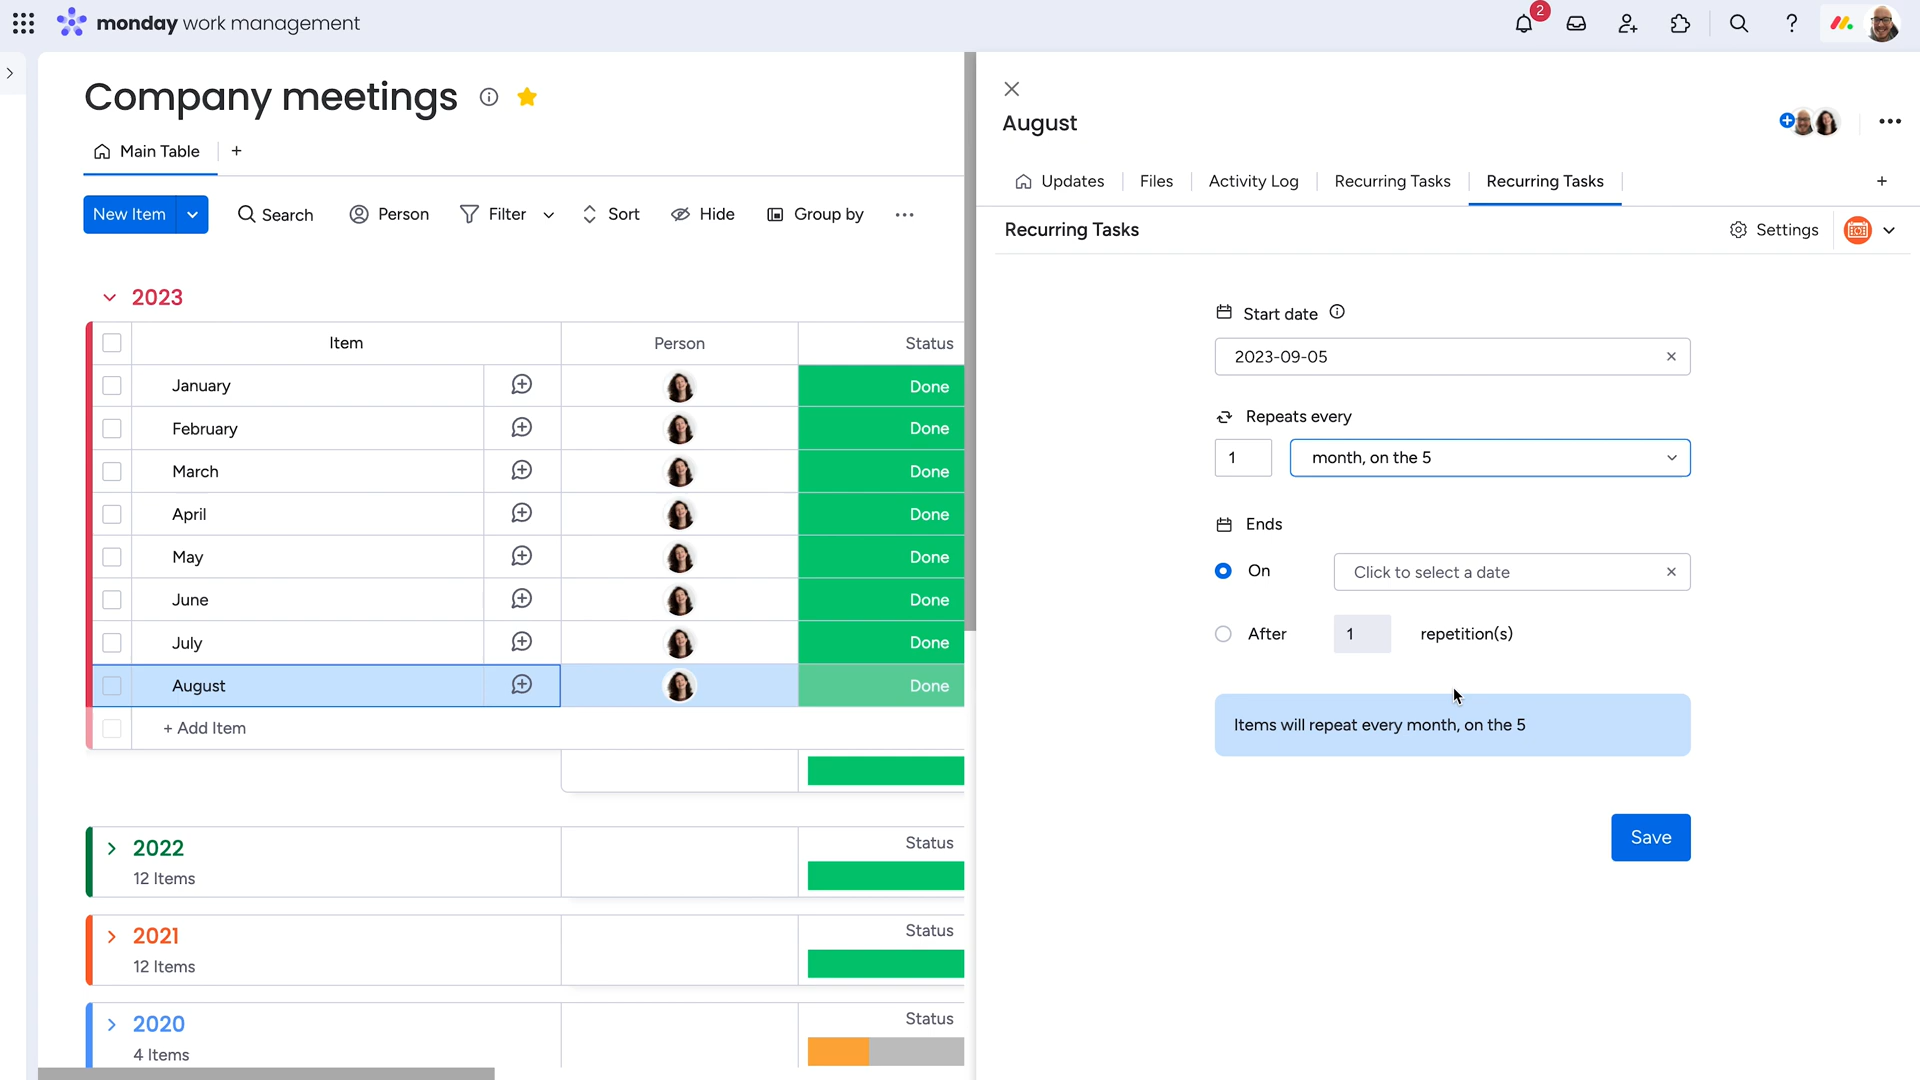 monday work management
2
Company meetings
Main Table
New Item
Search
Person
Filter
Sort
Hide
Group by
2023
Item Person Status
January Done
February Done
March Done
April Done
May Done
June Done
July Done
August Done
+ Add Item
2022 Status
12 Items
2021 Status
12 Items
2020 Status
4 Items
August
Updates
Files
Activity Log
Recurring Tasks
Recurring Tasks
Recurring Tasks
Settings
Start date
2023-09-05
Repeats every
1 month, on the 5
Ends
On Click to select a date
After 1 repetition(s)
Items will repeat every month, on the 5
Save